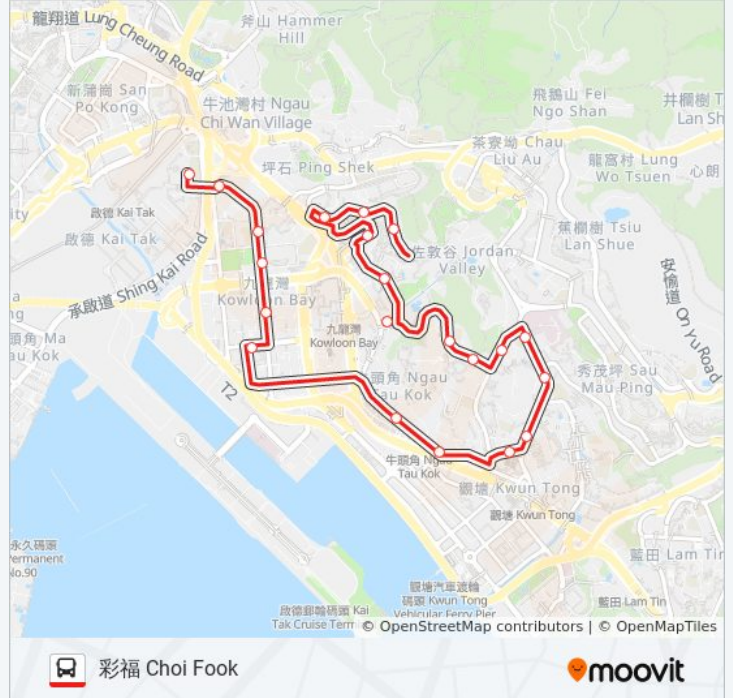 龍翔道 Lung Cheung Road
斧山 Hammer
Hill
新蒲崗 San
Po Kong
牛池灣村 Ngau
Chi Wan Village
飛鵝山 Fei
Ngo Shan
井欄樹 T
Lan Sh
茶寮坳 Chau
Liu Au
坪石 Ping Shek
龍窩村 Lung
Wo Tsuen
心朗
ity
啟德 Kai Tak
啟德 Kai Tak
蕉欄樹 Tsiu
Lan Shue
佐敦谷 Jordan
Valley
承啟道 Shing Kai Road
九龍灣
Kowloon Bay
安愉道 On Yu Road
a
ng
頭角 Ma
au Kok
九龍灣
Kowloon Bay
頭角 Ngau
Tau Kok
秀茂坪 Sau
Mau Ping
T2
牛頭角 Ngau
Tau Kok
觀塘 Kwun Tong
觀塘 Kwun Tong
永久碼頭
Permanent
No.90
藍田 Lam Tin
觀塘汽車渡輪
碼頭 Kwun Tong
Vehicular Ferry Pier
藍田 Lam Tin
啟德郵輪碼頭 Kai
Tak Cruise Term
© OpenStreetMap contributors | © OpenMapTiles
彩福 Choi Fook
moovit